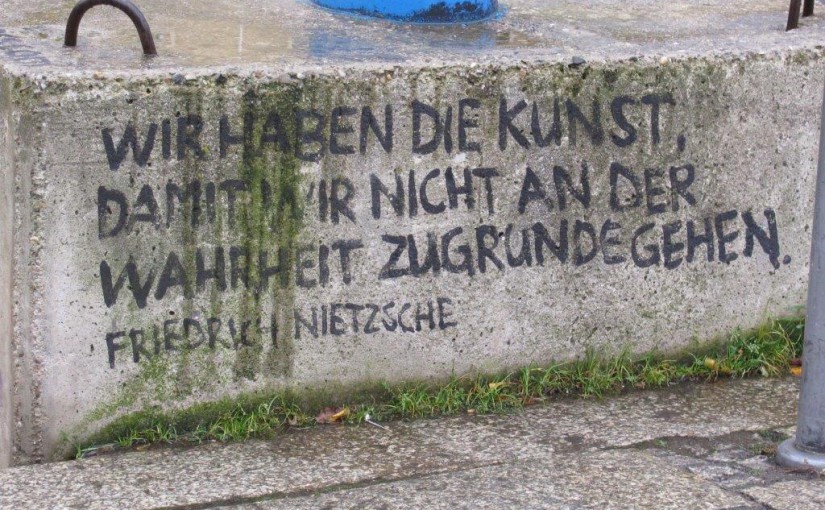 WIR HABEN DIE KUNST,
DAMIT WIR NICHT AN DER
WAHRHEIT ZUGRUNDEGEHEN.
FRIEDRICH NIETZSCHE